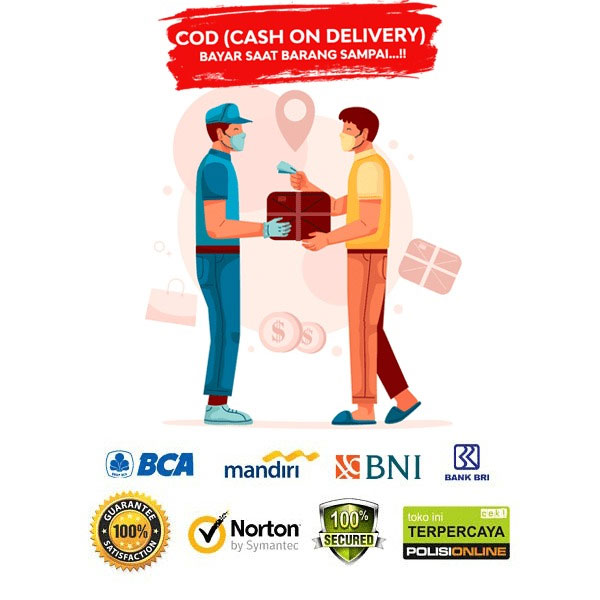 COD (CASH ON DELIVERY)
BAYAR SAAT BARANG SAMPAI...!!
$
$
BCA
mandiri
BNI
BANK BRI
GUARANTEE
100%
SATISFACTION
Norton
by Symantec
100%
SECURED
toko ini
cek!
TERPERCAYA
POLISIONLINE